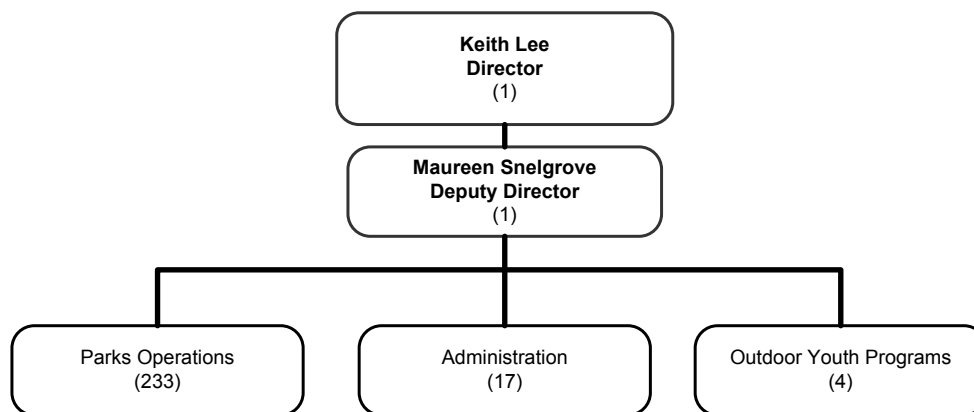 Keith Lee
Director
(1)
Maureen Snelgrove
Deputy Director
(1)
Parks Operations
(233)
Administration
(17)
Outdoor Youth Programs
(4)